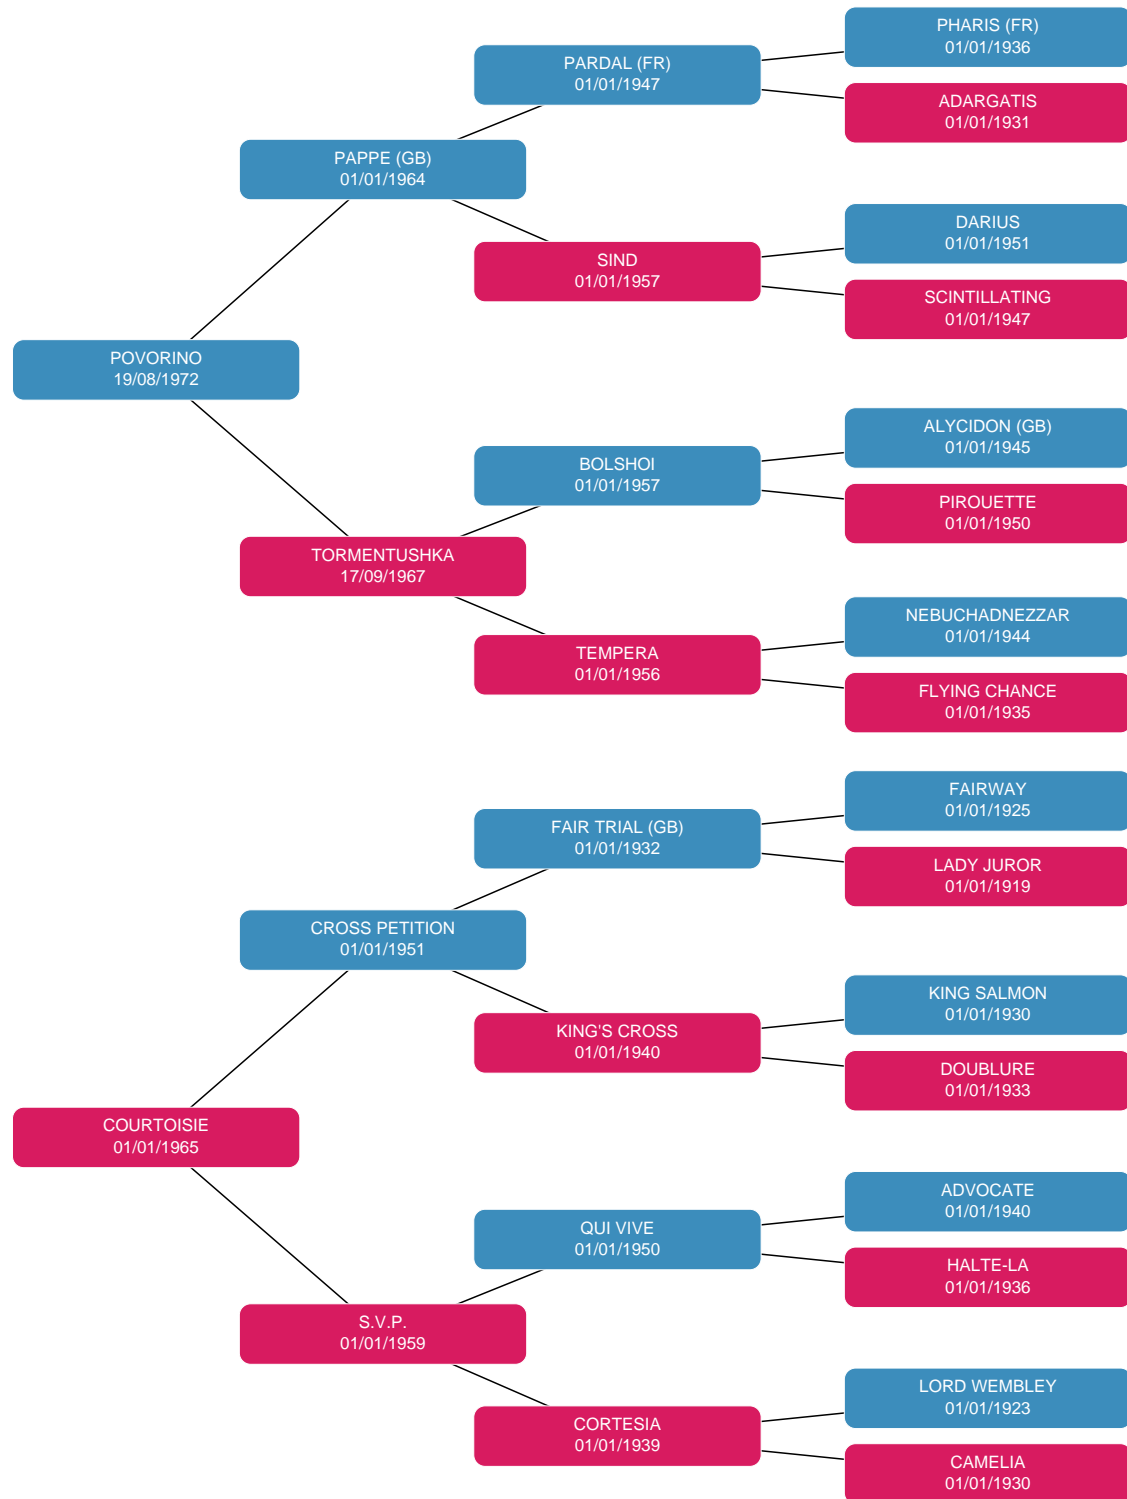 PHARIS (FR)
01/01/1936
PARDAL (FR)
01/01/1947
ADARGATIS
01/01/1931
PAPPE (GB)
01/01/1964
DARIUS
01/01/1951
SIND
01/01/1957
SCINTILLATING
01/01/1947
POVORINO
19/08/1972
ALYCIDON (GB)
01/01/1945
BOLSHOI
01/01/1957
PIROUETTE
01/01/1950
TORMENTUSHKA
17/09/1967
NEBUCHADNEZZAR
01/01/1944
TEMPERA
01/01/1956
FLYING CHANCE
01/01/1935
FAIRWAY
01/01/1925
FAIR TRIAL (GB)
01/01/1932
LADY JUROR
01/01/1919
CROSS PETITION
01/01/1951
KING SALMON
01/01/1930
KING'S CROSS
01/01/1940
DOUBLURE
01/01/1933
COURTOISIE
01/01/1965
ADVOCATE
01/01/1940
QUI VIVE
01/01/1950
HALTE-LA
01/01/1936
S.V.P.
01/01/1959
LORD WEMBLEY
01/01/1923
CORTESIA
01/01/1939
CAMELIA
01/01/1930